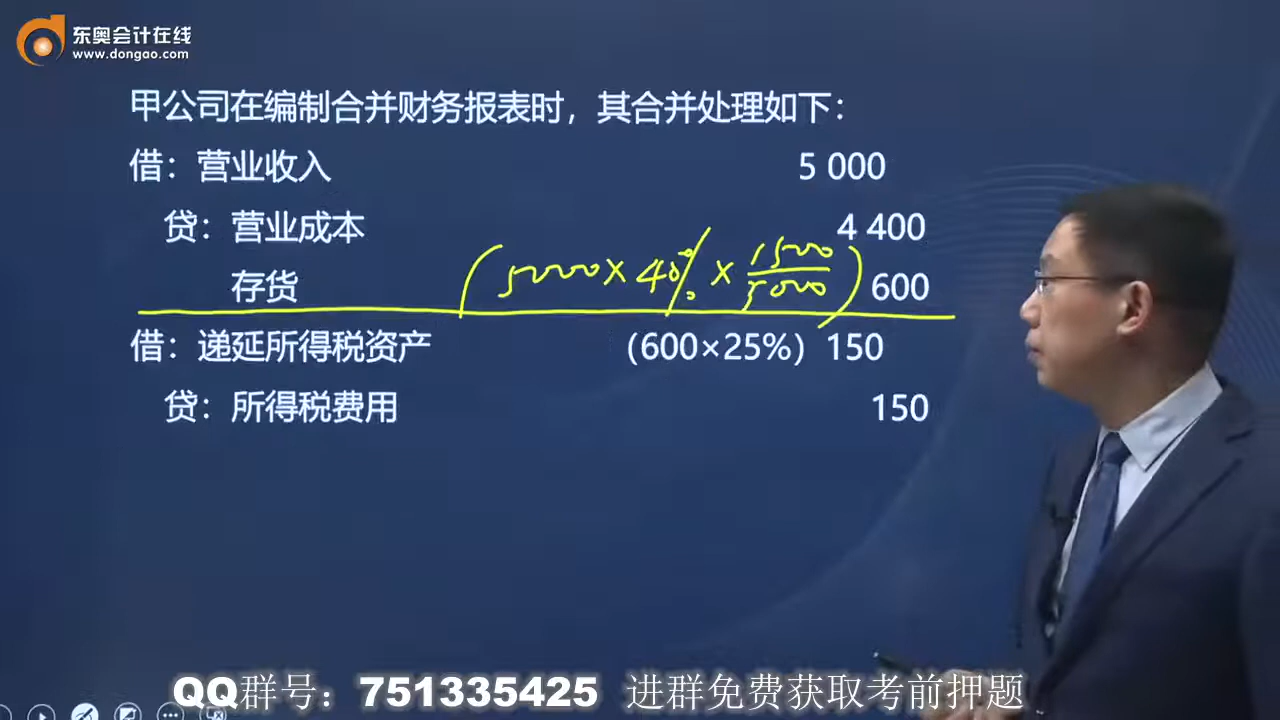 东奥会计在线
www.dongao.com
甲公司在编制合并财务报表时，其合并处理如下：
借：营业收入 5 000
贷：营业成本 4 400
存货 (5000×40%×1500/5000) 600
借：递延所得税资产 (600×25%) 150
贷：所得税费用 150
QQ群号：751335425 进群免费获取考前押题